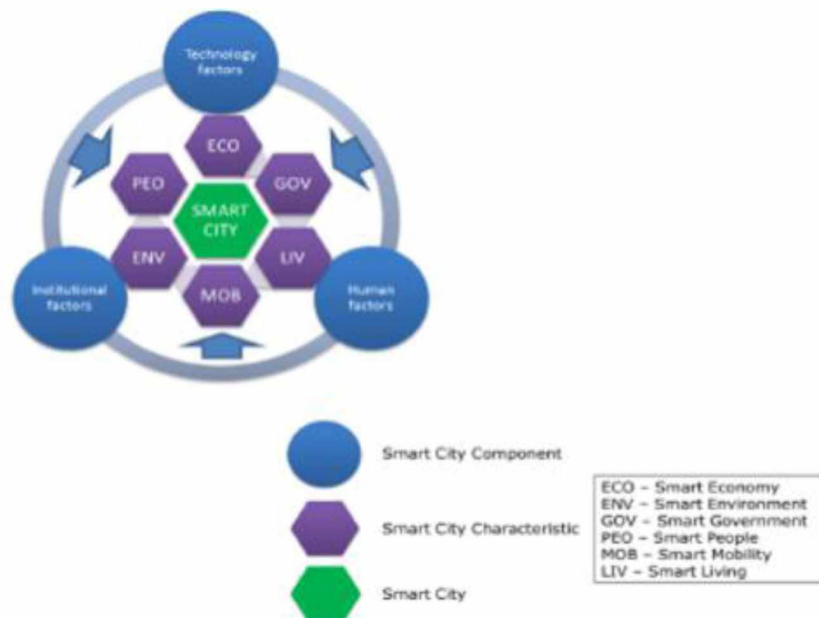 Technology
factors
ECO
PEO
GOV
SMART
CITY
ENV
LIV
MOB
Institutional
factors
Human
factors
Smart City Component
Smart City Characteristic
Smart City
ECO – Smart Economy
ENV – Smart Environment
GOV – Smart Government
PEO – Smart People
MOB – Smart Mobility
LIV – Smart Living